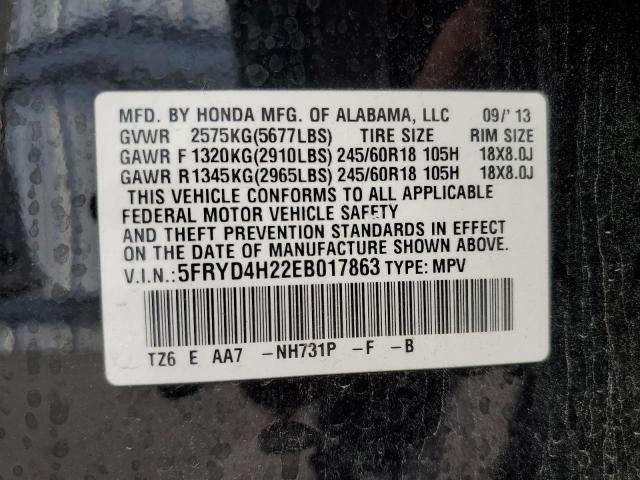 MFD. BY HONDA MFG. OF ALABAMA, LLC 09/'13
GVWR 2575KG(5677LBS) TIRE SIZE RIM SIZE
GAWR F 1320KG(2910LBS) 245/60R18 105H 18X8.0J
GAWR R 1345KG(2965LBS) 245/60R18 105H 18X8.0J
THIS VEHICLE CONFORMS TO ALL APPLICABLE
FEDERAL MOTOR VEHICLE SAFETY
AND THEFT PREVENTION STANDARDS IN EFFECT
ON THE DATE OF MANUFACTURE SHOWN ABOVE.
V.I.N.:5FRYD4H22EB017863 TYPE: MPV
TZ6 E AA7 -NH731P -F -B